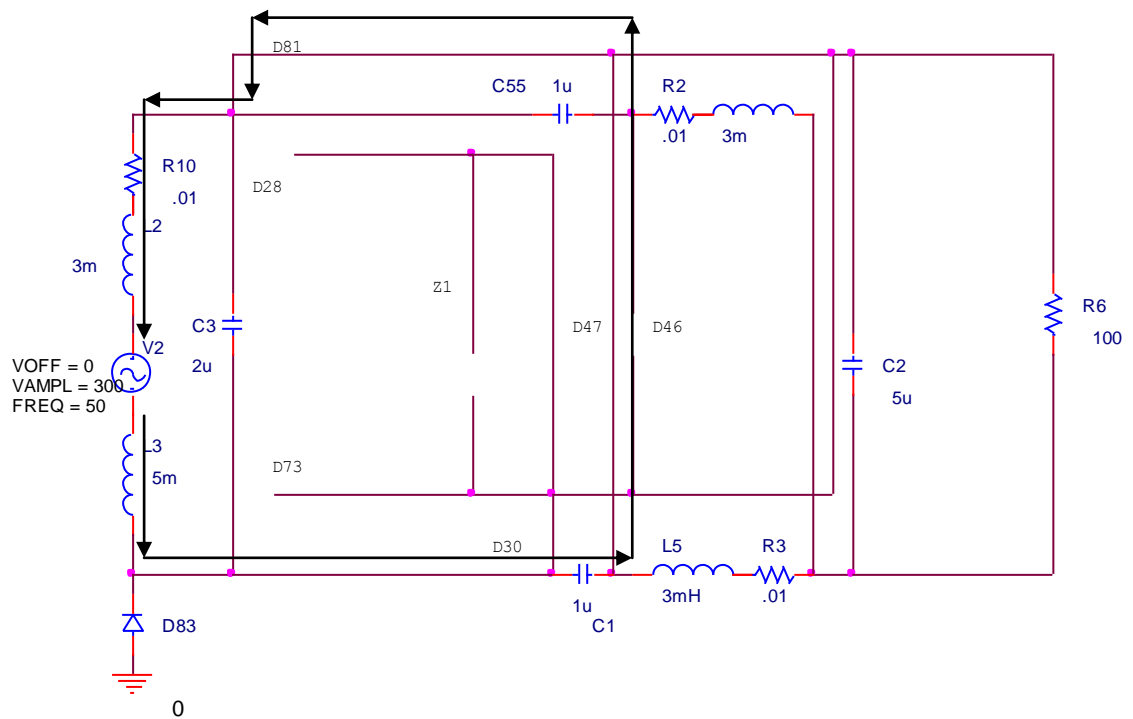 D81
C55
1u
R2
.01
3m
R10
.01
D28
L2
3m
Z1
C3
2u
D47
D46
R6
100
V2
VOFF = 0
VAMPL = 300
FREQ = 50
C2
5u
L3
5m
D73
D30
L5
3mH
R3
.01
1u
C1
D83
0